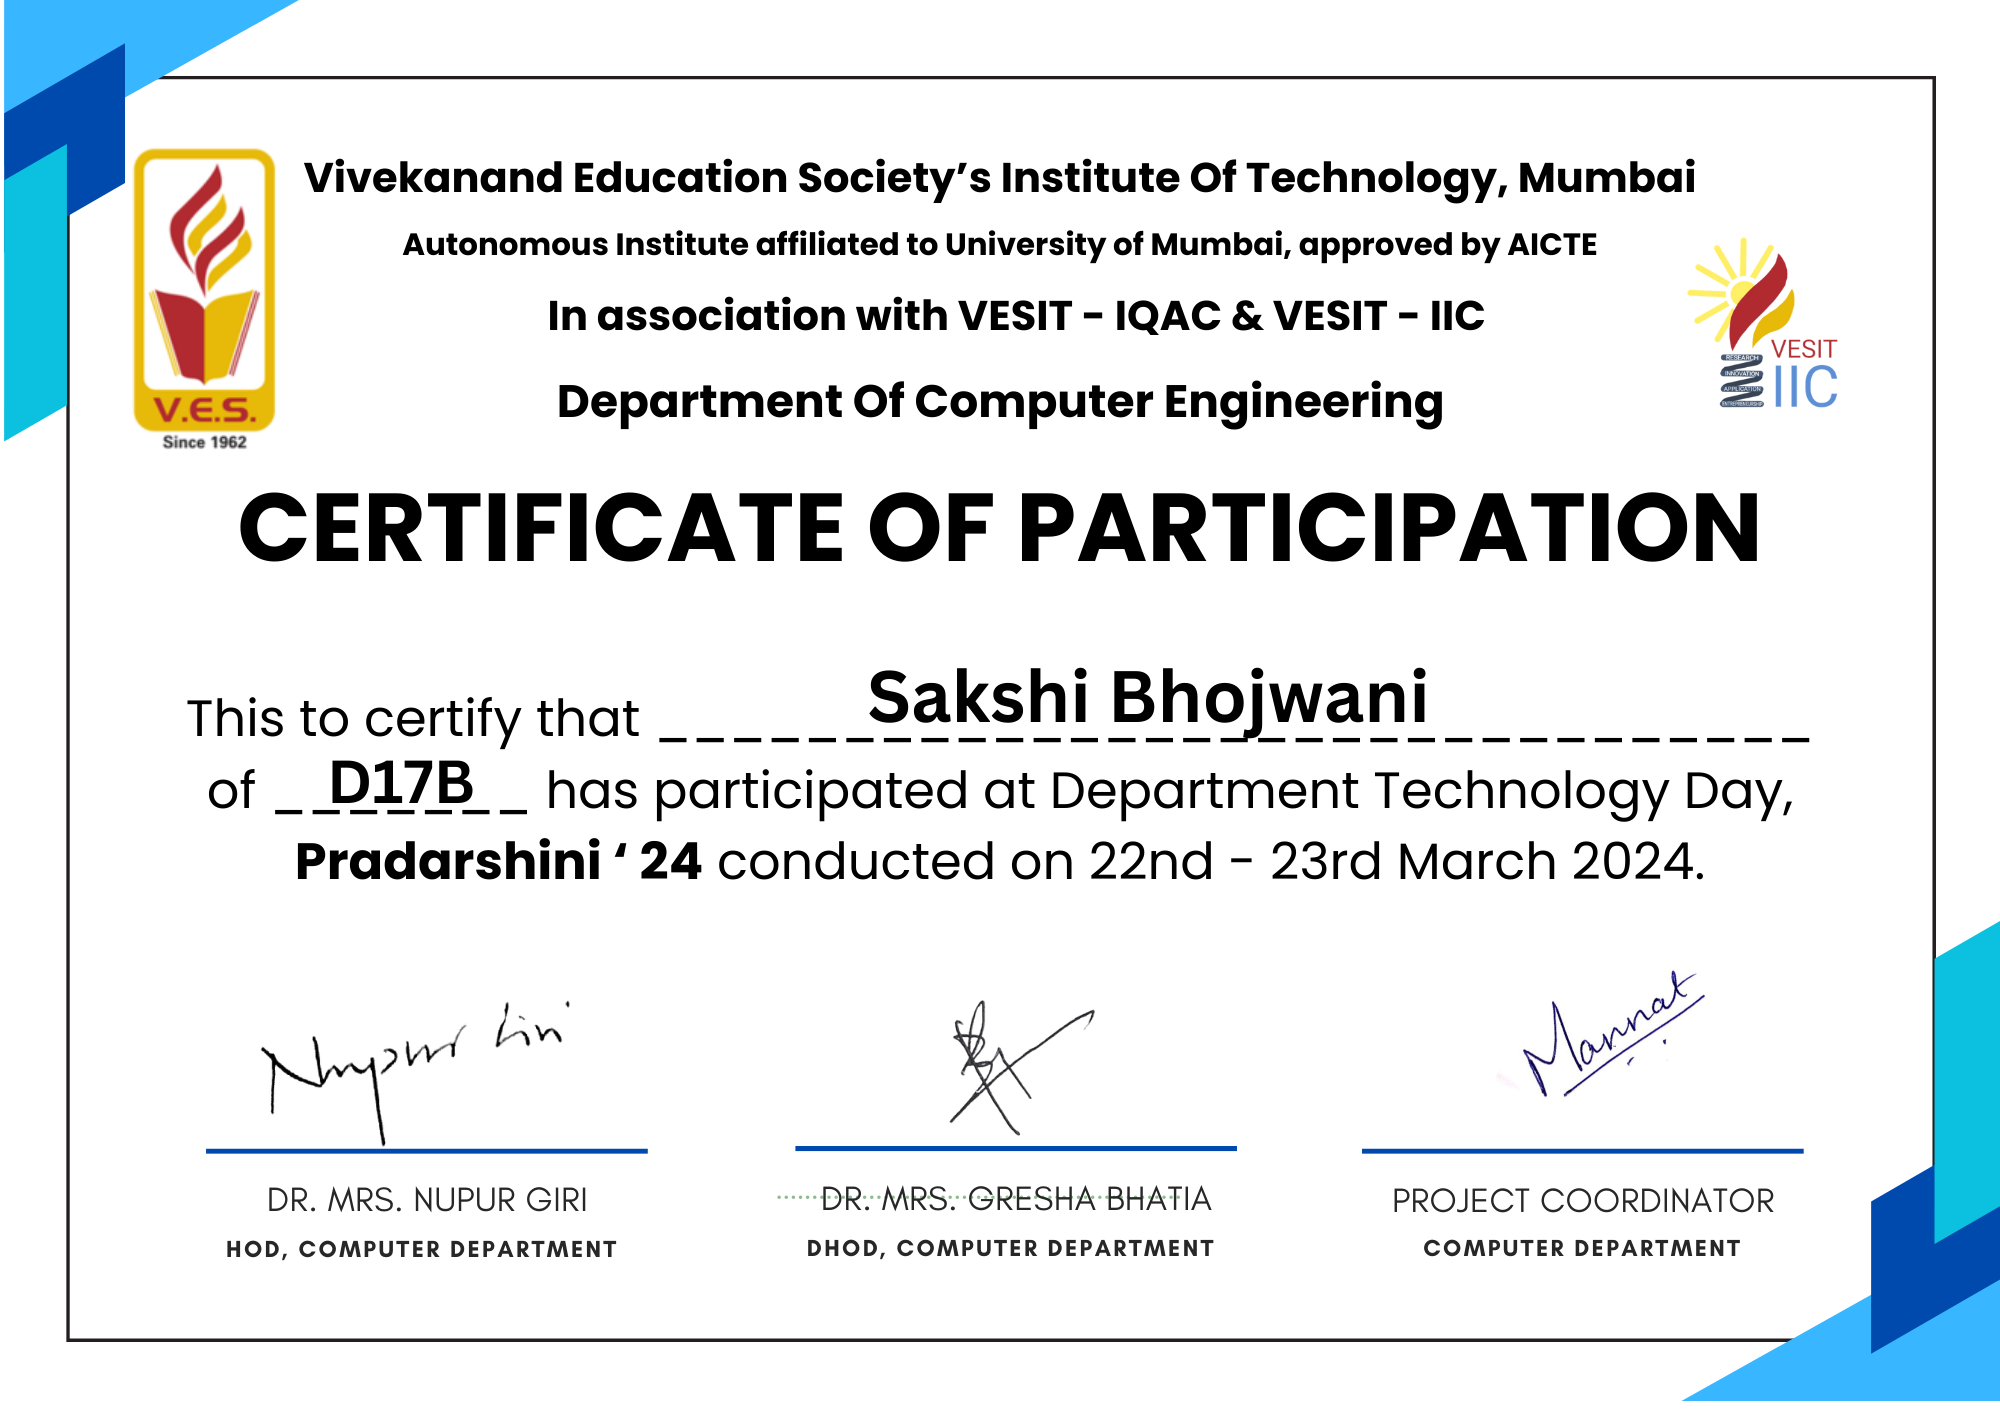 Vivekanand Education Society’s Institute Of Technology, Mumbai
Autonomous Institute affiliated to University of Mumbai, approved by AICTE
In association with VESIT - IQAC & VESIT - IIC
Department Of Computer Engineering
V.E.S.
Since 1962
RESEARCH
INNOVATION
APPLICATION
ENTREPRENEURSHIP
VESIT
IIC
CERTIFICATE OF PARTICIPATION
This to certify that Sakshi Bhojwani
of D17B has participated at Department Technology Day,
Pradarshini ‘ 24 conducted on 22nd - 23rd March 2024.
Nupur Giri
Mannat
DR. MRS. NUPUR GIRI
HOD, COMPUTER DEPARTMENT
DR. MRS. GRESHA BHATIA
DHOD, COMPUTER DEPARTMENT
PROJECT COORDINATOR
COMPUTER DEPARTMENT